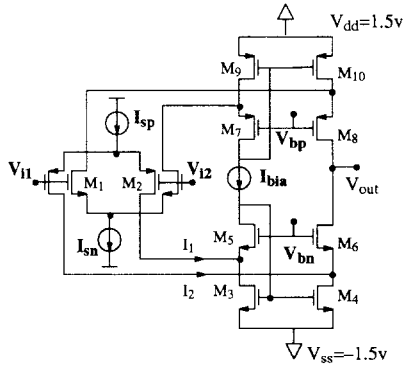 V_dd=1.5v
M_9
M_10
I_sp
M_7
V_bp
M_8
V_i1
M_1
M_2
V_i2
I_bia
V_out
I_sn
M_5
V_bn
M_6
I_1
I_2
M_3
M_4
V_ss=-1.5v